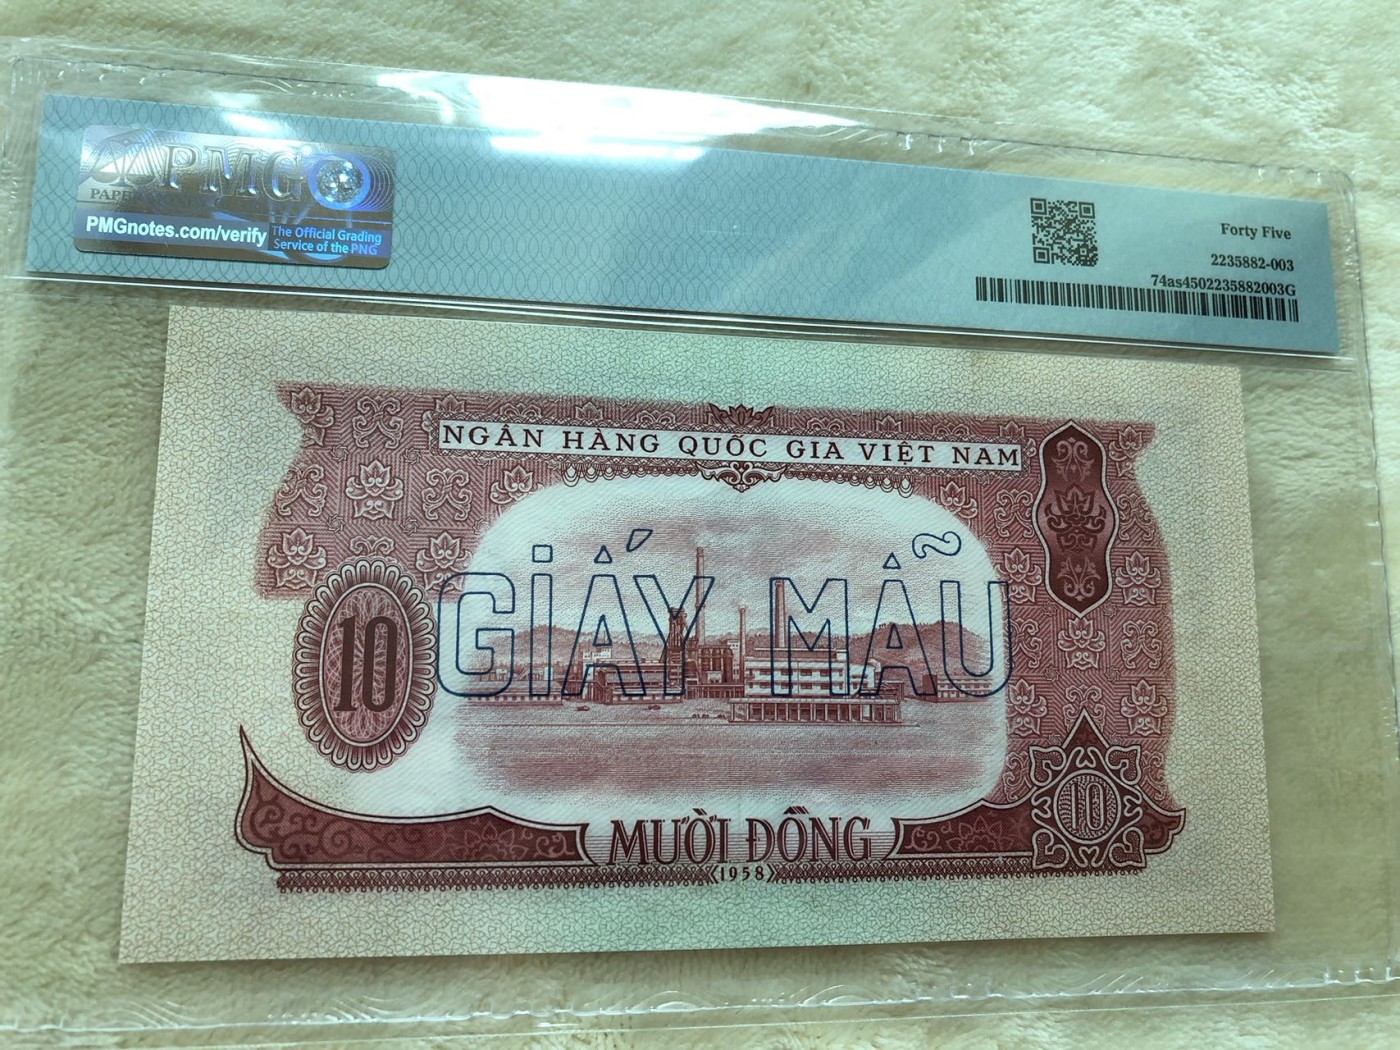 PMG
PAPER
PMGnotes.com/verify
The Official Grading
Service of the PNG
Forty Five
2235882-003
74as4502235882003G
NGÂN HÀNG QUỐC GIA VIỆT NAM
GIẤY MẪU
10
10
MƯỜI ĐỒNG
1958